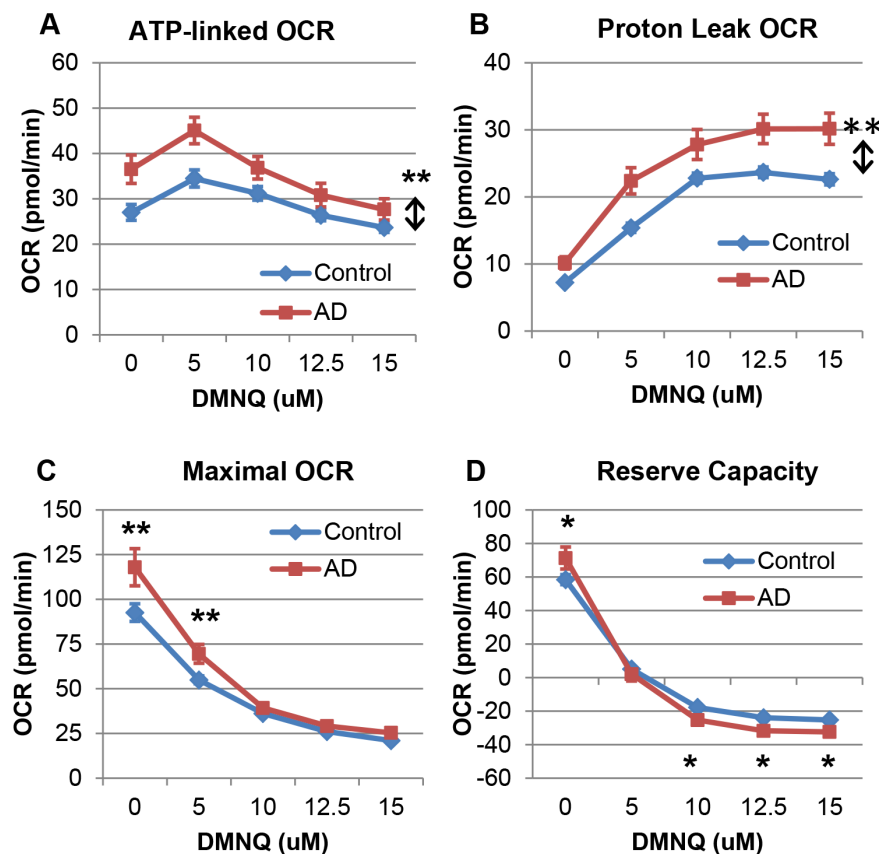 A
ATP-linked OCR
60
50
40
30
20
10
0
OCR (pmol/min)
**
Control
AD
0 5 10 12.5 15
DMNQ (uM)
B
Proton Leak OCR
40
30
20
10
0
OCR (pmol/min)
**
Control
AD
0 5 10 12.5 15
DMNQ (uM)
C
Maximal OCR
150
125
100
75
50
25
0
OCR (pmol/min)
**
**
Control
AD
0 5 10 12.5 15
DMNQ (uM)
D
Reserve Capacity
100
80
60
40
20
0
-20
-40
-60
OCR (pmol/min)
*
Control
AD
* * *
0 5 10 12.5 15
DMNQ (uM)